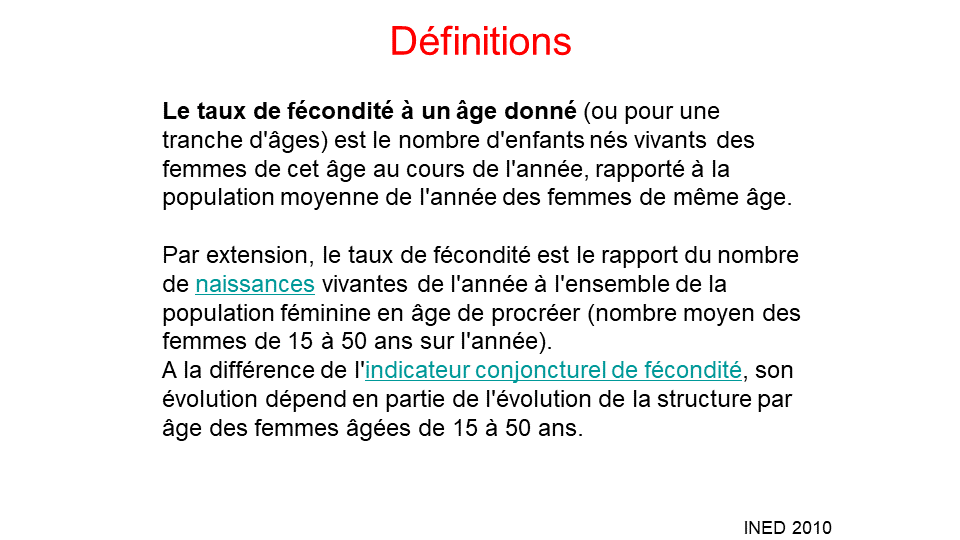 Définitions
Le taux de fécondité à un âge donné (ou pour une
tranche d'âges) est le nombre d'enfants nés vivants des
femmes de cet âge au cours de l'année, rapporté à la
population moyenne de l'année des femmes de même âge.
Par extension, le taux de fécondité est le rapport du nombre
de naissances vivantes de l'année à l'ensemble de la
population féminine en âge de procréer (nombre moyen des
femmes de 15 à 50 ans sur l'année).
A la différence de l'indicateur conjoncturel de fécondité, son
évolution dépend en partie de l'évolution de la structure par
âge des femmes âgées de 15 à 50 ans.
INED 2010